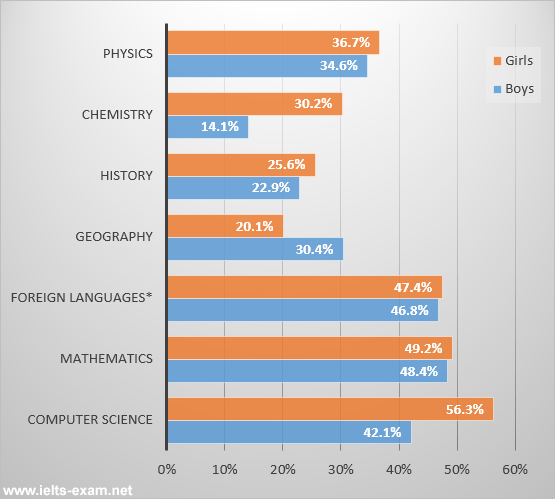 PHYSICS
36.7%
34.6%
Girls
Boys
CHEMISTRY
30.2%
14.1%
HISTORY
25.6%
22.9%
GEOGRAPHY
20.1%
30.4%
FOREIGN LANGUAGES*
47.4%
46.8%
MATHEMATICS
49.2%
48.4%
COMPUTER SCIENCE
56.3%
42.1%
0% 10% 20% 30% 40% 50% 60%
www.ielts-exam.net